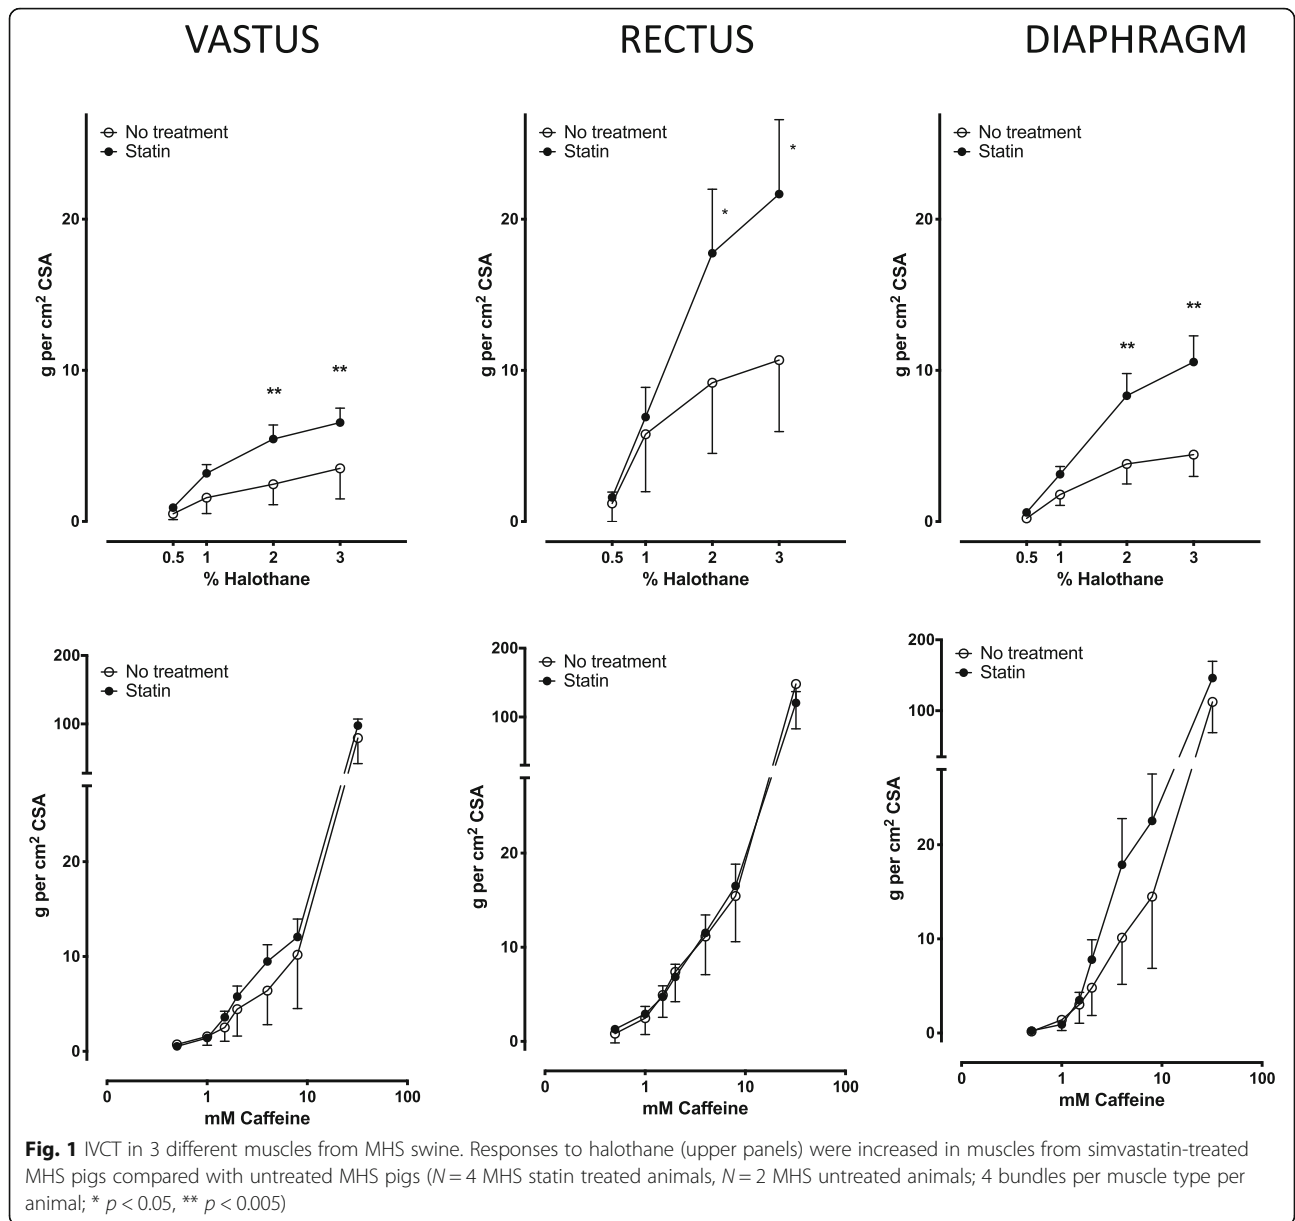 VASTUS
RECTUS
DIAPHRAGM
No treatment
Statin
20
10
0
g per cm2 CSA
**
**
0.5 1 2 3
% Halothane
No treatment
Statin
20
10
0
g per cm2 CSA
*
*
0.5 1 2 3
% Halothane
No treatment
Statin
20
10
0
g per cm2 CSA
**
**
0.5 1 2 3
% Halothane
No treatment
Statin
200
100
20
10
0
g per cm2 CSA
0 1 10 100
mM Caffeine
No treatment
Statin
200
100
20
10
0
g per cm2 CSA
0 1 10 100
mM Caffeine
No treatment
Statin
200
100
20
10
0
g per cm2 CSA
0 1 10 100
mM Caffeine
Fig. 1 IVCT in 3 different muscles from MHS swine. Responses to halothane (upper panels) were increased in muscles from simvastatin-treated
MHS pigs compared with untreated MHS pigs (N = 4 MHS statin treated animals, N = 2 MHS untreated animals; 4 bundles per muscle type per
animal; * p < 0.05, ** p < 0.005)